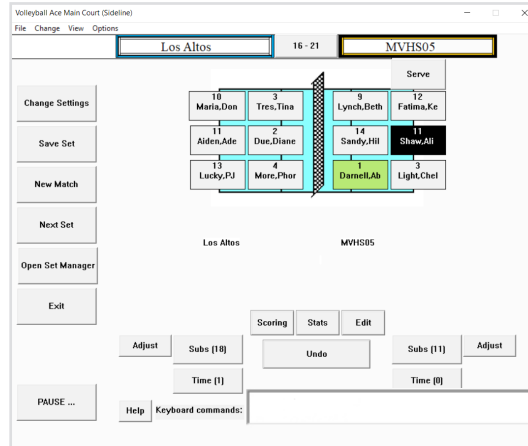 Volleyball Ace Main Court (Sideline)
File Change View Options
Los Altos 16 - 21 MVHS05
Serve
Change Settings
Save Set
New Match
Next Set
Open Set Manager
Exit
PAUSE ...
10 3 9 12
Maria,Don Tres,Tina Lynch,Beth Fatima,Ke
11 2 14 11
Aiden,Ade Due,Diane Sandy,Hil Shaw,Ali
13 4 1 3
Lucky,PJ More,Phor Darnell,Ab Light,Chel
Los Altos MVHS05
Scoring Stats Edit
Adjust Subs (18) Undo Subs (11) Adjust
Time (1) Time (0)
Help Keyboard commands: